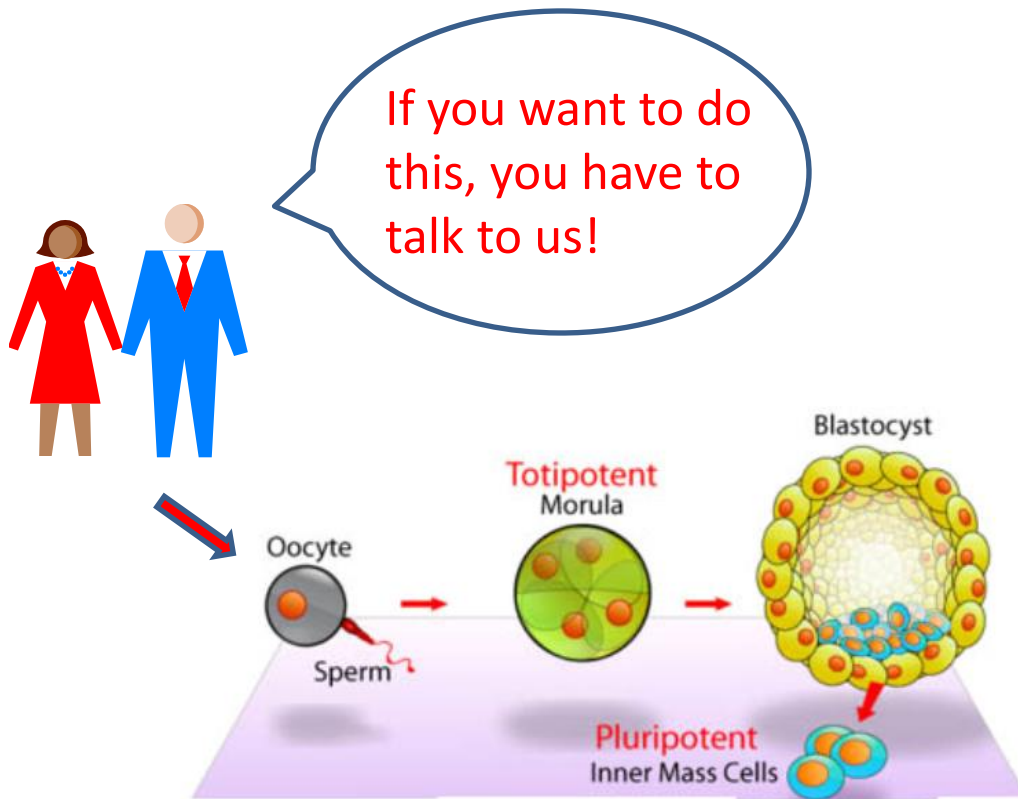 If you want to do
this, you have to
talk to us!
Blastocyst
Totipotent
Morula
Oocyte
Sperm
Pluripotent
Inner Mass Cells